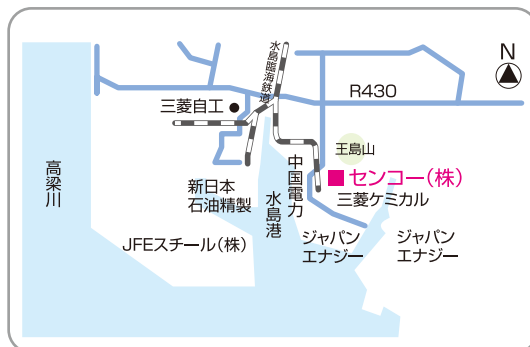 N
水島臨海鉄道
R430
三菱自工
王島山
高梁川
センコー(株)
中国電力
新日本
石油精製
三菱ケミカル
水島港
JFEスチール(株)
ジャパン
エナジー
ジャパン
エナジー